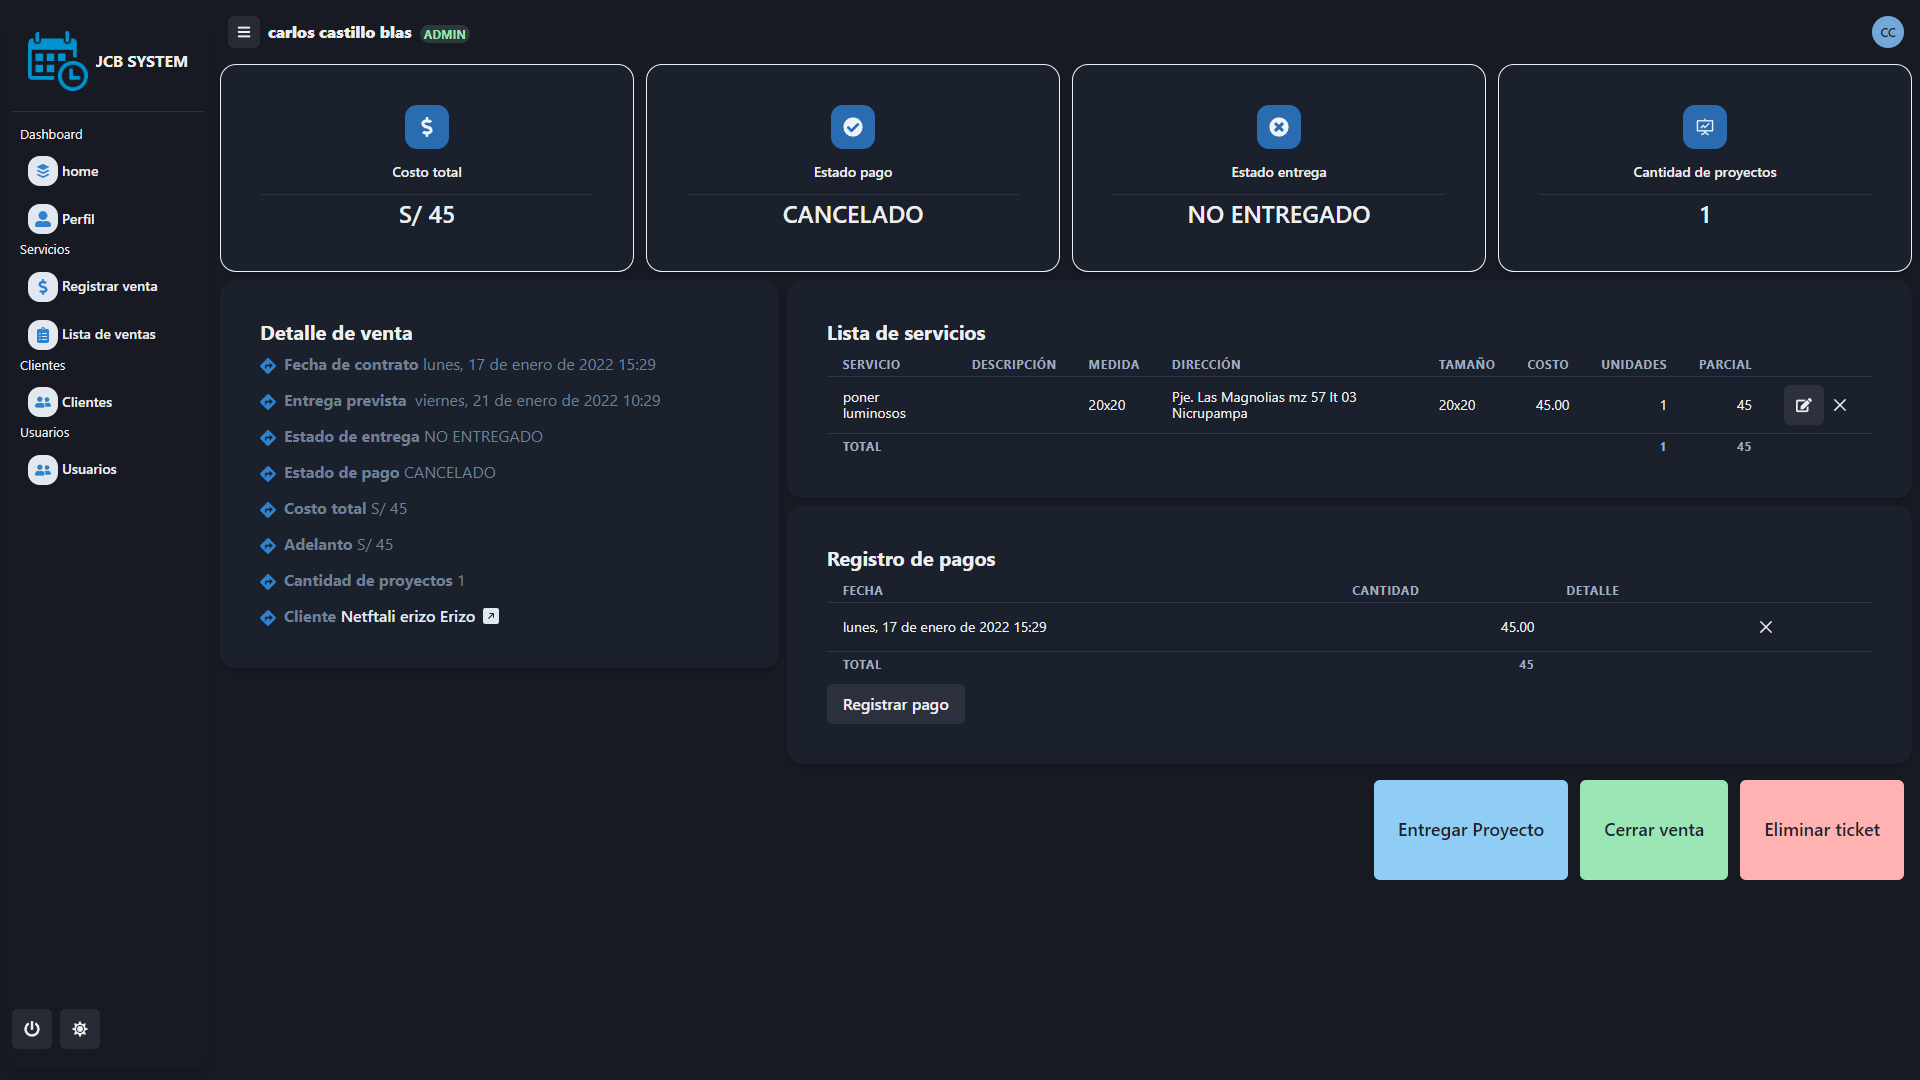 JCB SYSTEM
Dashboard
home
Perfil
Servicios
Registrar venta
Lista de ventas
Clientes
Clientes
Usuarios
Usuarios
carlos castillo blas ADMIN
CC
Costo total
S/ 45
Estado pago
CANCELADO
Estado entrega
NO ENTREGADO
Cantidad de proyectos
1
Detalle de venta
Fecha de contrato lunes, 17 de enero de 2022 15:29
Entrega prevista viernes, 21 de enero de 2022 10:29
Estado de entrega NO ENTREGADO
Estado de pago CANCELADO
Costo total S/ 45
Adelanto S/ 45
Cantidad de proyectos 1
Cliente Netftali erizo Erizo
Lista de servicios
SERVICIO DESCRIPCIÓN MEDIDA DIRECCIÓN TAMAÑO COSTO UNIDADES PARCIAL
poner luminosos 20x20 Pje. Las Magnolias mz 57 lt 03 Nicrupampa 20x20 45.00 1 45
TOTAL 1 45
Registro de pagos
FECHA CANTIDAD DETALLE
lunes, 17 de enero de 2022 15:29 45.00
TOTAL 45
Registrar pago
Entregar Proyecto
Cerrar venta
Eliminar ticket